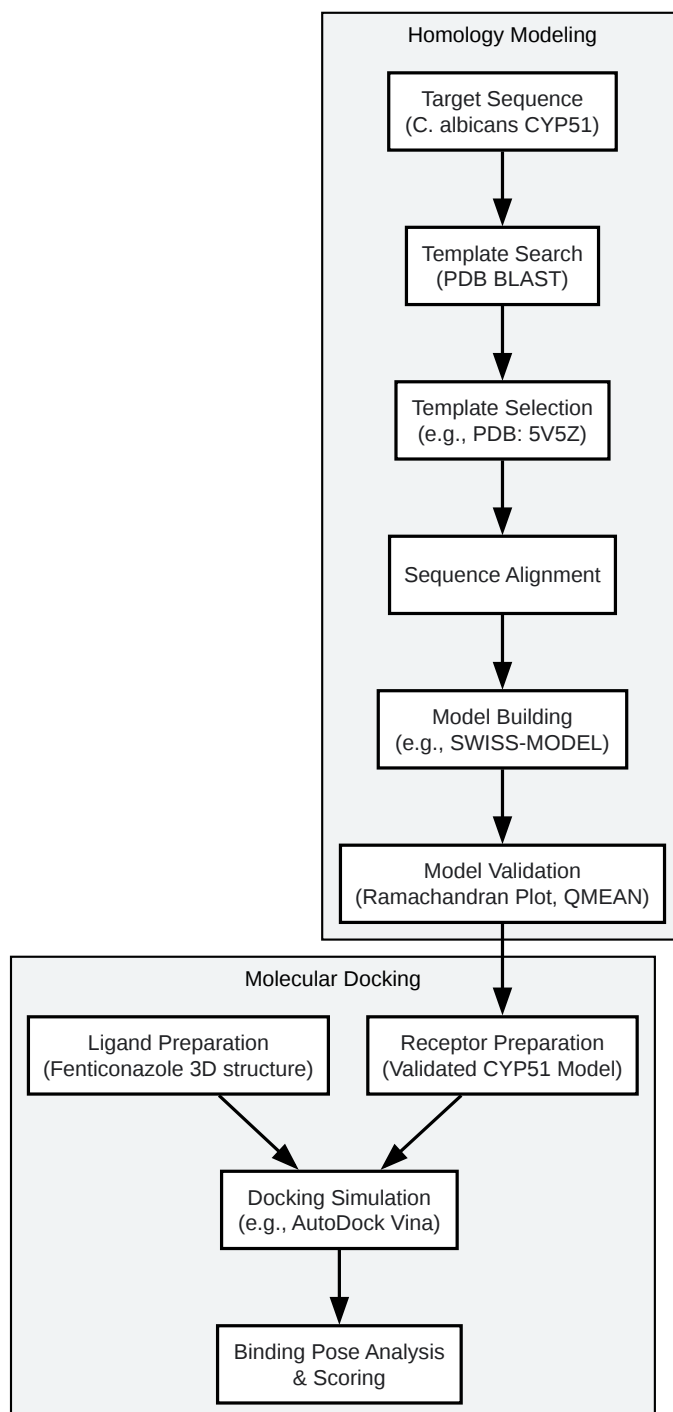 Homology Modeling
Target Sequence
(C. albicans CYP51)
Template Search
(PDB BLAST)
Template Selection
(e.g., PDB: 5V5Z)
Sequence Alignment
Model Building
(e.g., SWISS-MODEL)
Model Validation
(Ramachandran Plot, QMEAN)
Molecular Docking
Ligand Preparation
(Fenticonazole 3D structure)
Receptor Preparation
(Validated CYP51 Model)
Docking Simulation
(e.g., AutoDock Vina)
Binding Pose Analysis
& Scoring